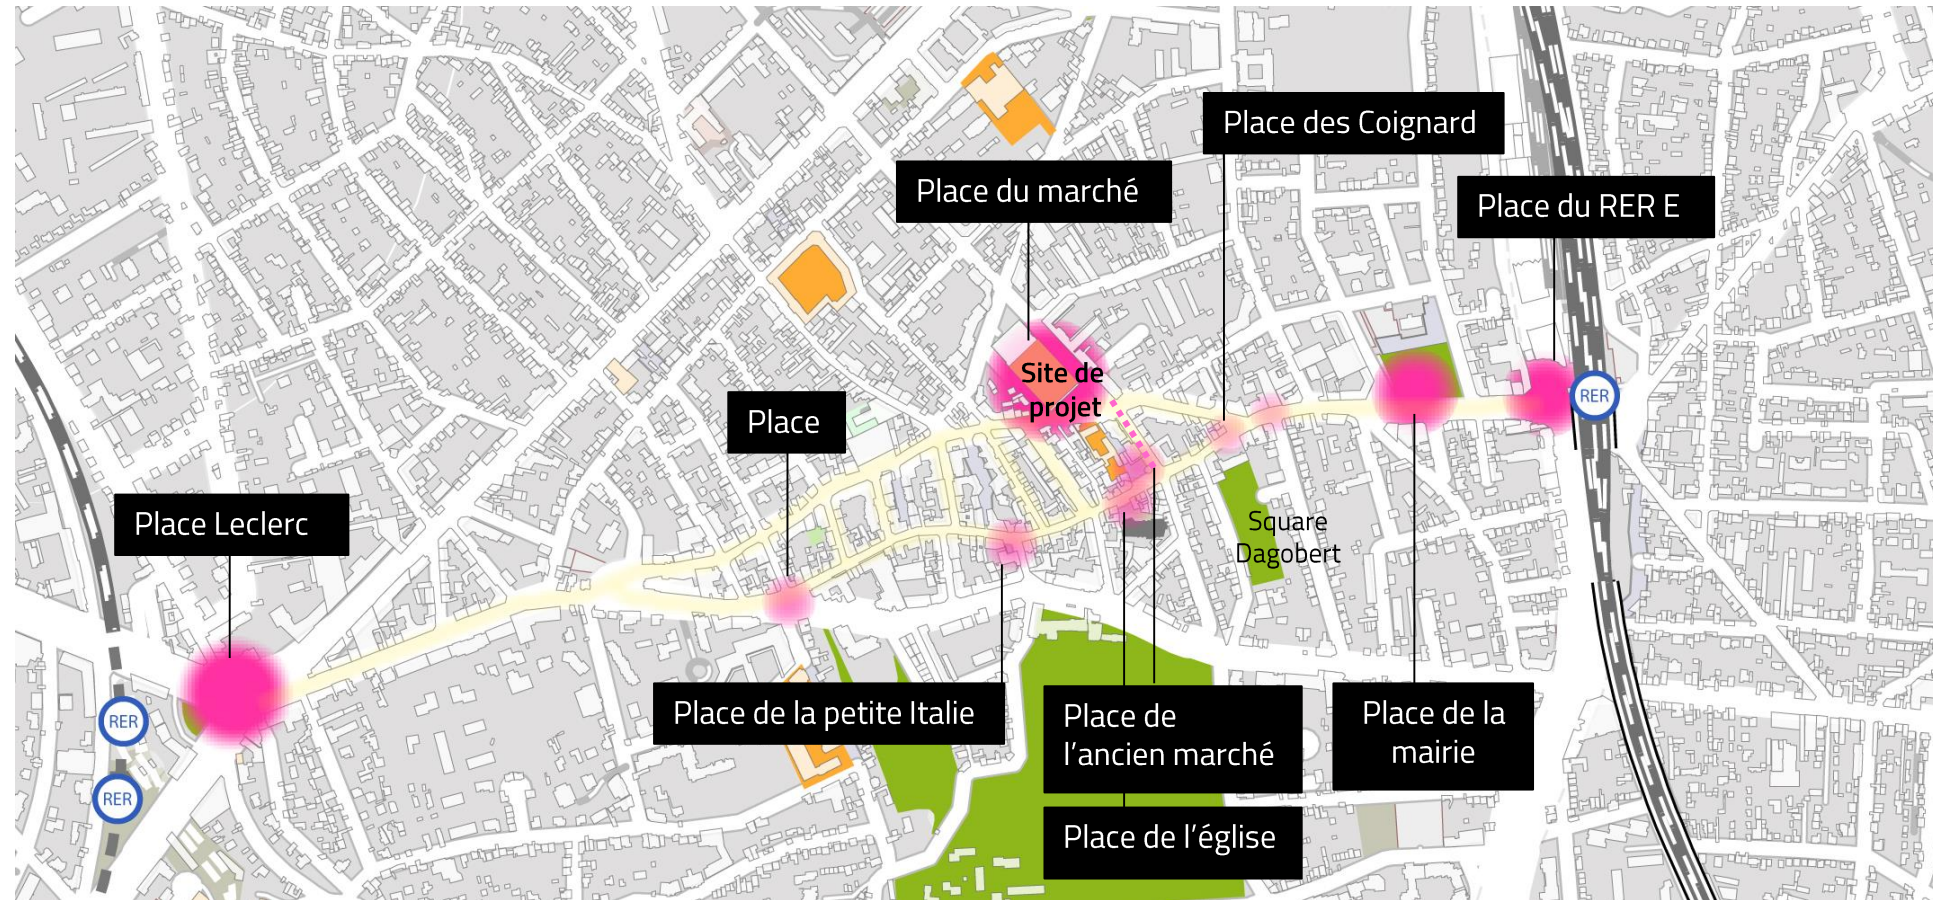 Place des Coignard
Place du marché
Place du RER E
Site de
projet
RER
Place
Place Leclerc
Square
Dagobert
Place de la petite Italie
Place de
l'ancien marché
Place de la
mairie
RER
RER
Place de l'église